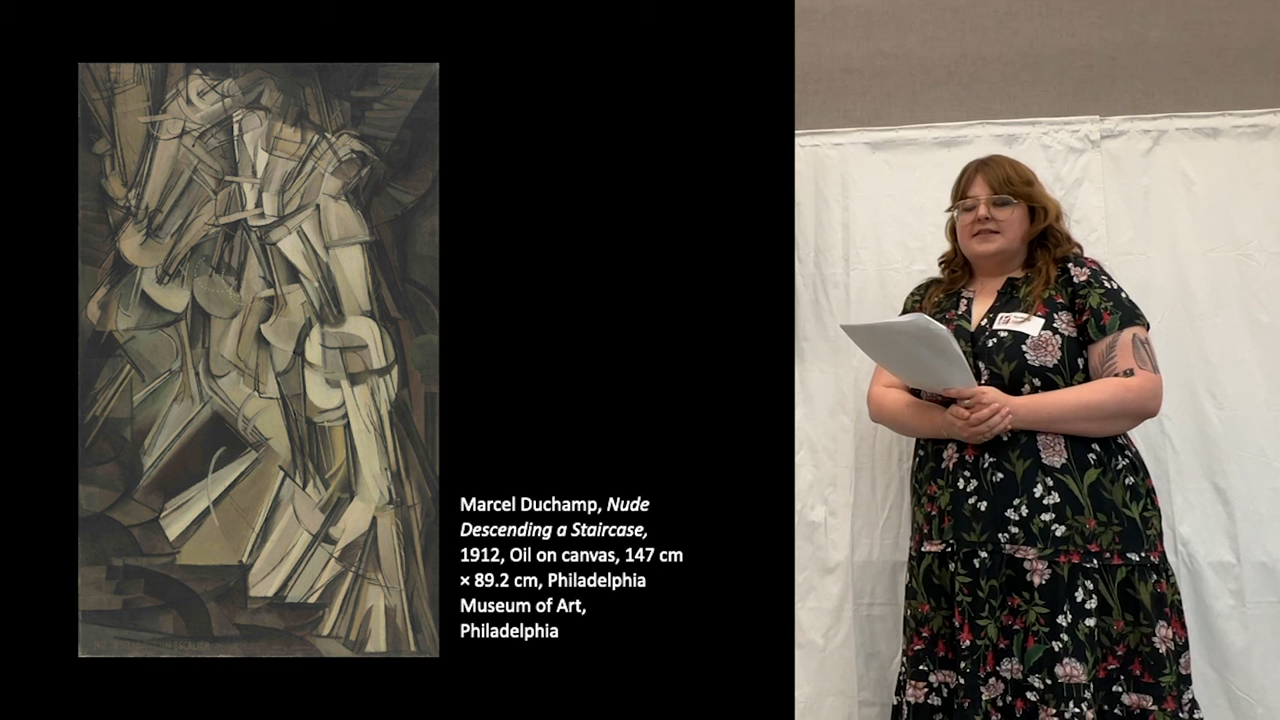 Marcel Duchamp, Nude
Descending a Staircase,
1912, Oil on canvas, 147 cm
× 89.2 cm, Philadelphia
Museum of Art,
Philadelphia